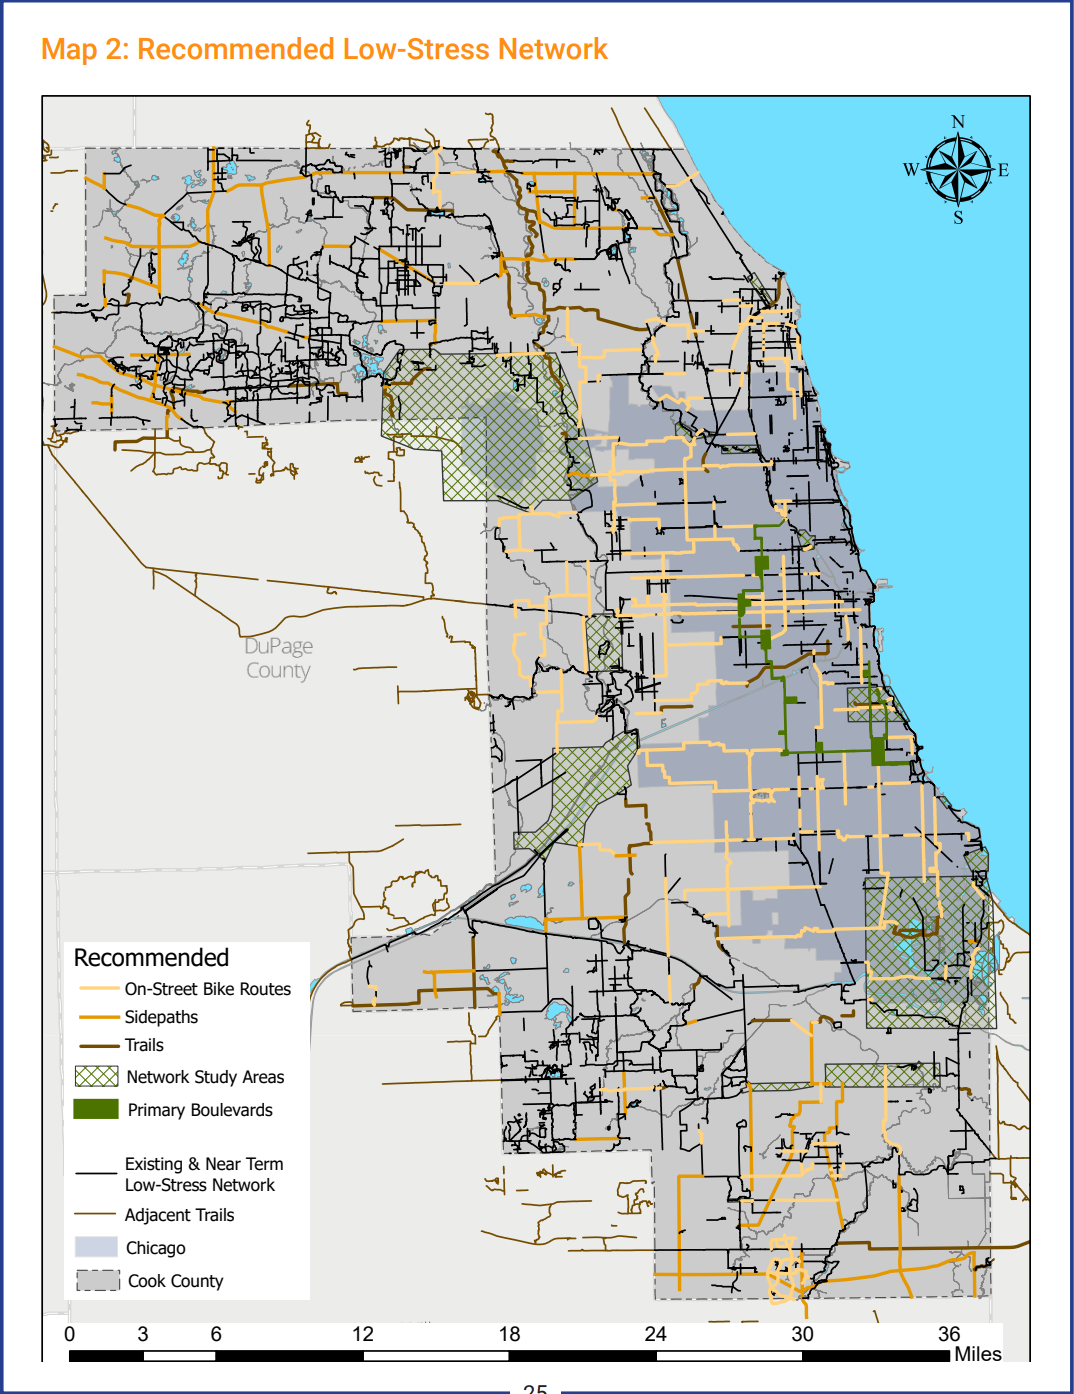 Map 2: Recommended Low-Stress Network
N
W
E
S
DuPage
County
Recommended
On-Street Bike Routes
Sidepaths
Trails
Network Study Areas
Primary Boulevards
Existing & Near Term
Low-Stress Network
Adjacent Trails
Chicago
Cook County
0 3 6 12 18 24 30 36
Miles
25